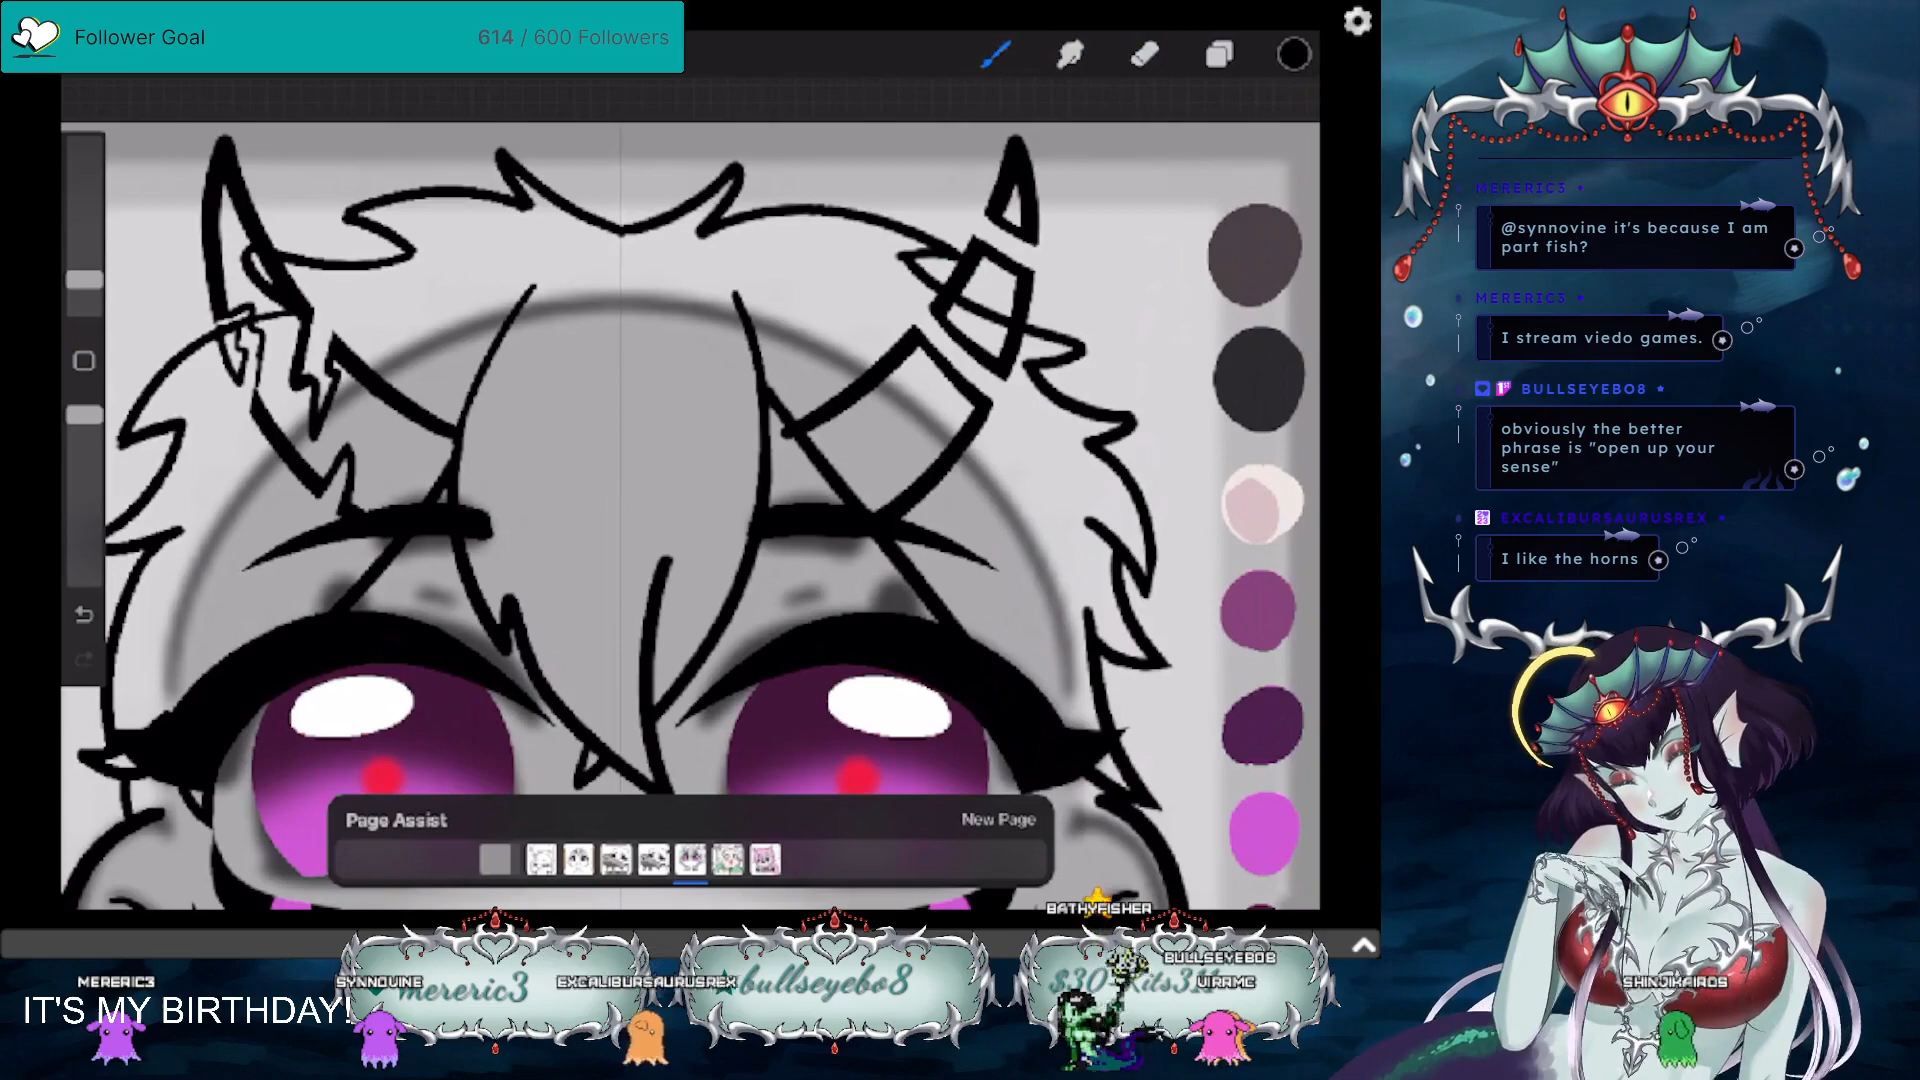 Follower Goal
614 / 600 Followers
MERERIC3
@synnovine it's because I am
part fish?
MERERIC3
I stream viedo games.
BULLSEYEBO8
obviously the better
phrase is "open up your
sense"
EXCALIBURSAURUSREX
I like the horns
Page Assist
New Page
BATHYFISHER
MERERIC3
SYNNOVINE
mereric3
EXCALIBURSAURUSREX
bullseyebo8
BULLSEYEBO8
VIRRMC
SHINJIKAIROS
IT'S MY BIRTHDAY!